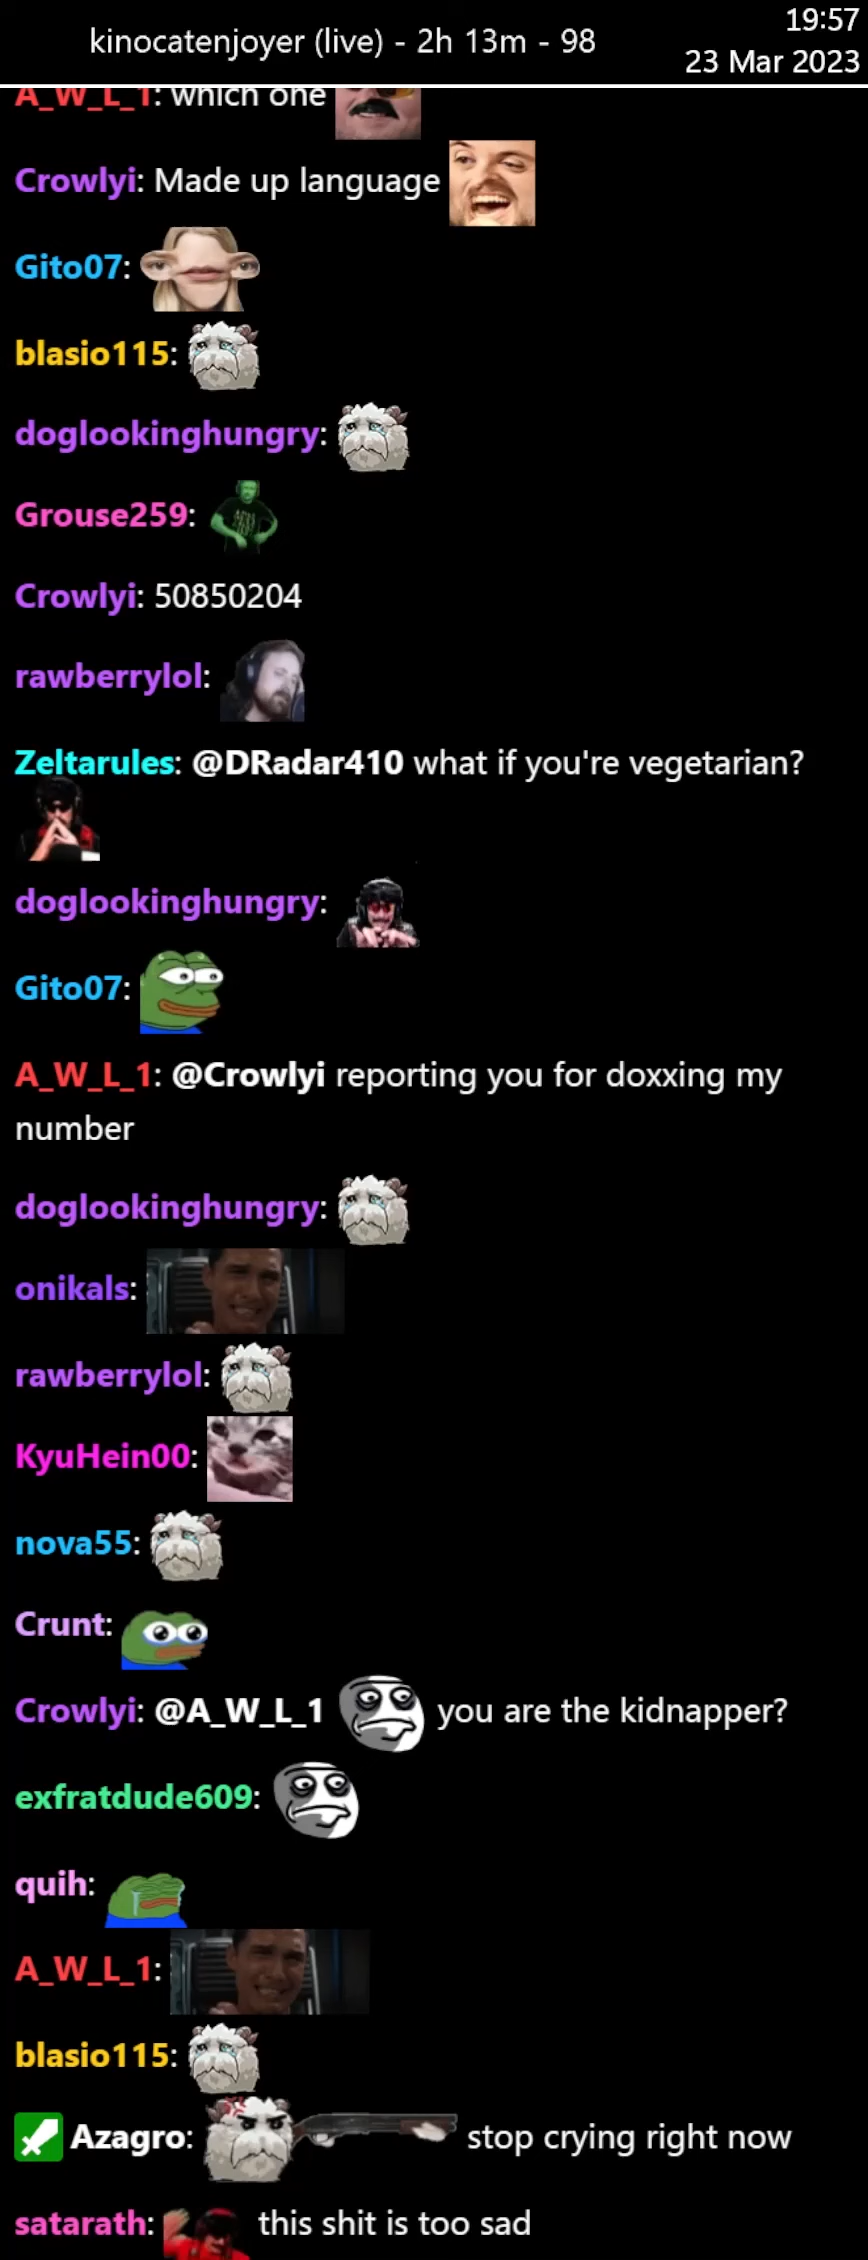 19:57
kinocatenjoyer (live) - 2h 13m - 98
23 Mar 2023
A_W_L_1: which one
Crowlyi: Made up language
Gito07:
blasio115:
doglookinghungry:
Grouse259:
Crowlyi: 50850204
rawberrylol:
Zeltarules: @DRadar410 what if you're vegetarian?
doglookinghungry:
Gito07:
A_W_L_1: @Crowlyi reporting you for doxxing my
number
doglookinghungry:
onikals:
rawberrylol:
KyuHein00:
nova55:
Crunt:
Crowlyi: @A_W_L_1 you are the kidnapper?
exfratdude609:
quih:
A_W_L_1:
blasio115:
Azagro: stop crying right now
satarath: this shit is too sad